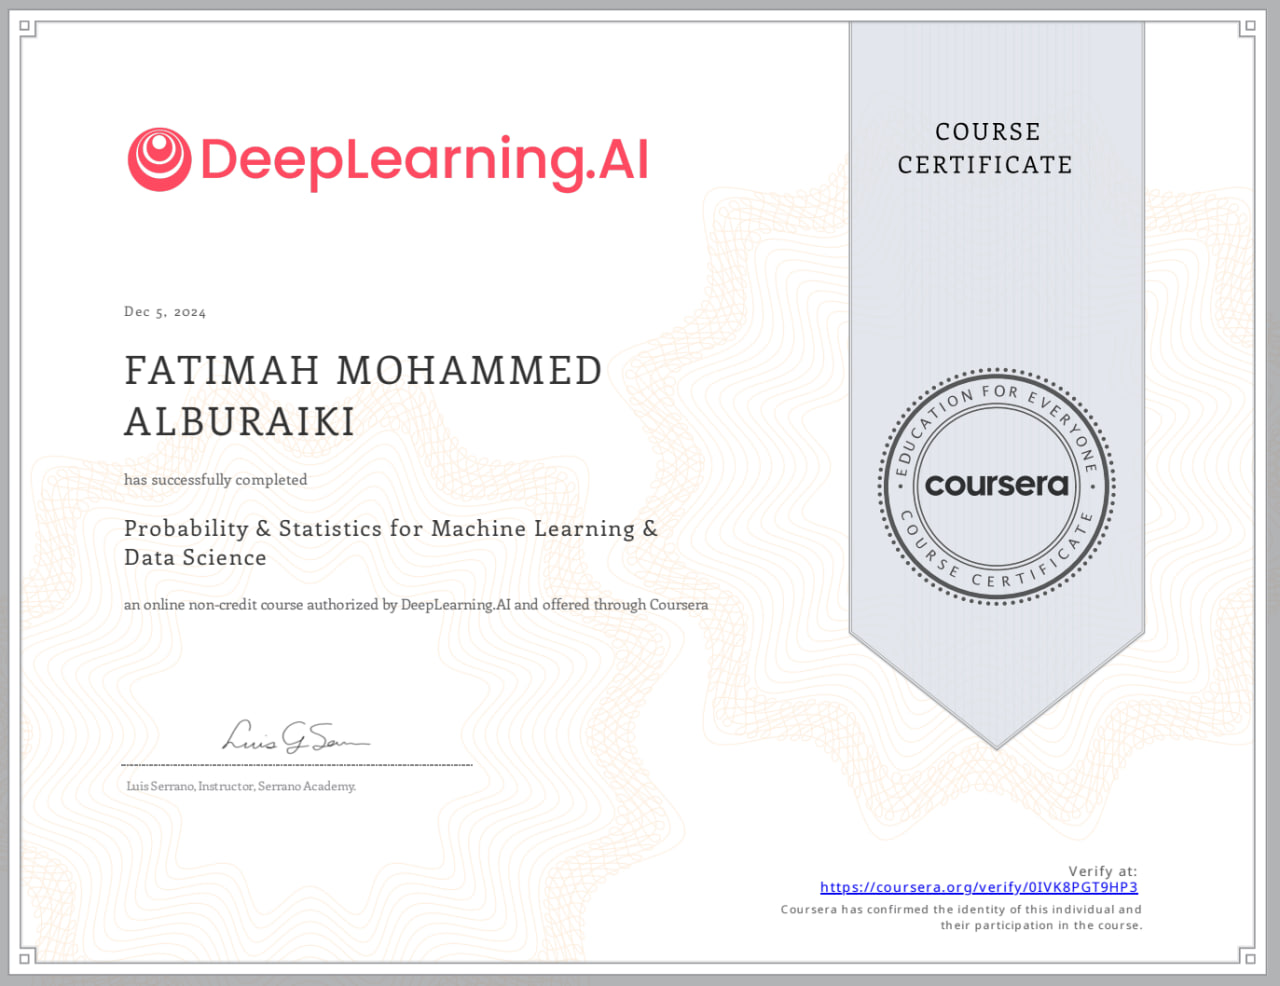 DeepLearning.AI
COURSE
CERTIFICATE
Dec 5, 2024
FATIMAH MOHAMMED
ALBURAIKI
has successfully completed
Probability & Statistics for Machine Learning &
Data Science
an online non-credit course authorized by DeepLearning.AI and offered through Coursera
EDUCATION FOR EVERYONE
coursera
COURSE CERTIFICATE
Luis G Serr
Luis Serrano, Instructor, Serrano Academy.
Verify at:
https://coursera.org/verify/0IVK8PGT9HP3
Coursera has confirmed the identity of this individual and
their participation in the course.